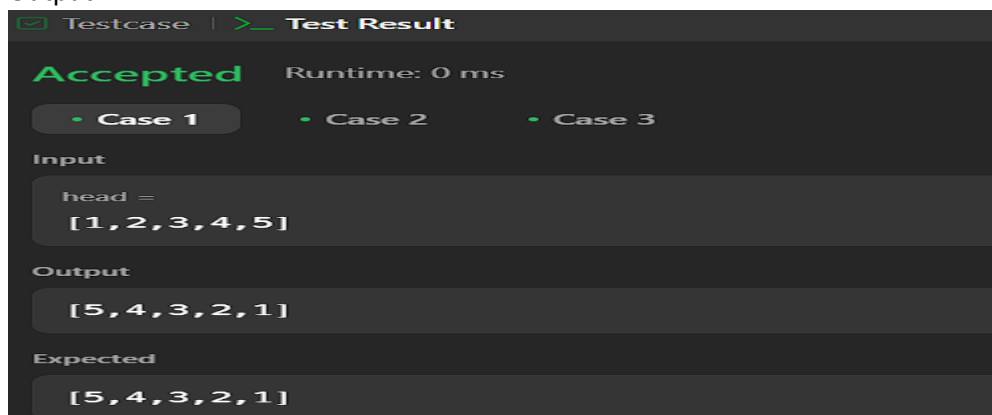 Testcase | >_ Test Result
Accepted Runtime: 0 ms
• Case 1 • Case 2 • Case 3
Input
head =
[1,2,3,4,5]
Output
[5,4,3,2,1]
Expected
[5,4,3,2,1]